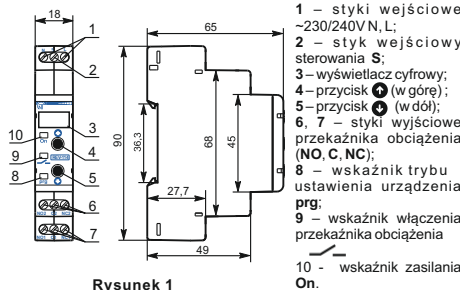 18
1
2
3
4
5
6
7
10
9
8
On
prg
65
90
36,3
68
45
27,7
49
Rysunek 1
1 – styki wejściowe
~230/240V N, L;
2 – styk wejściowy
sterowania S;
3 – wyświetlacz cyfrowy;
4 – przycisk (w górę);
5 – przycisk (w dół);
6, 7 – styki wyjściowe
przekaźnika obciążenia
(NO, C, NC);
8 – wskaźnik trybu
ustawienia urządzenia
prg;
9 – wskaźnik włączenia
przekaźnika obciążenia
10 - wskaźnik zasilania
On.